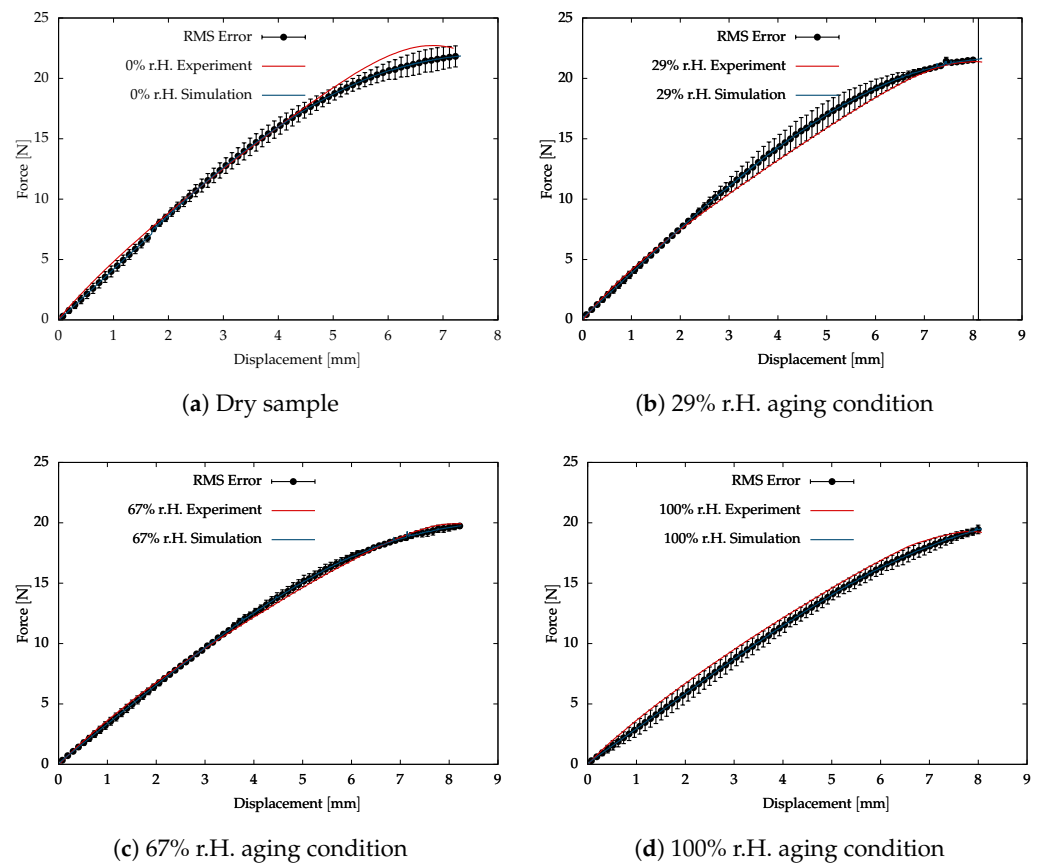 25
20
15
10
5
0
Force [N]
RMS Error
0% r.H. Experiment
0% r.H. Simulation
0 1 2 3 4 5 6 7 8
Displacement [mm]
(a) Dry sample
25
20
15
10
5
0
Force [N]
RMS Error
29% r.H. Experiment
29% r.H. Simulation
0 1 2 3 4 5 6 7 8 9
Displacement [mm]
(b) 29% r.H. aging condition
25
20
15
10
5
0
Force [N]
RMS Error
67% r.H. Experiment
67% r.H. Simulation
0 1 2 3 4 5 6 7 8 9
Displacement [mm]
(c) 67% r.H. aging condition
25
20
15
10
5
0
Force [N]
RMS Error
100% r.H. Experiment
100% r.H. Simulation
0 1 2 3 4 5 6 7 8 9
Displacement [mm]
(d) 100% r.H. aging condition